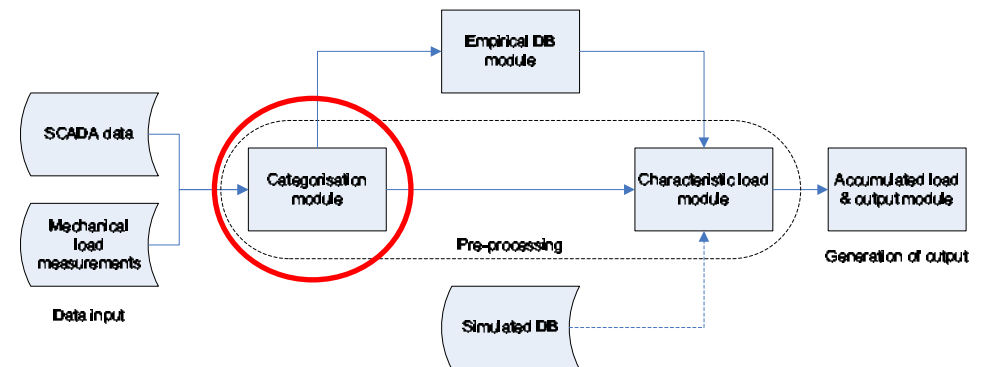 Empirical DB
module
SCADA data
Categorisation
module
Characteristic load
module
Accumulated load
& output module
Mechanical
load
measurements
Pre-processing
Generation of output
Data input
Simulated DB